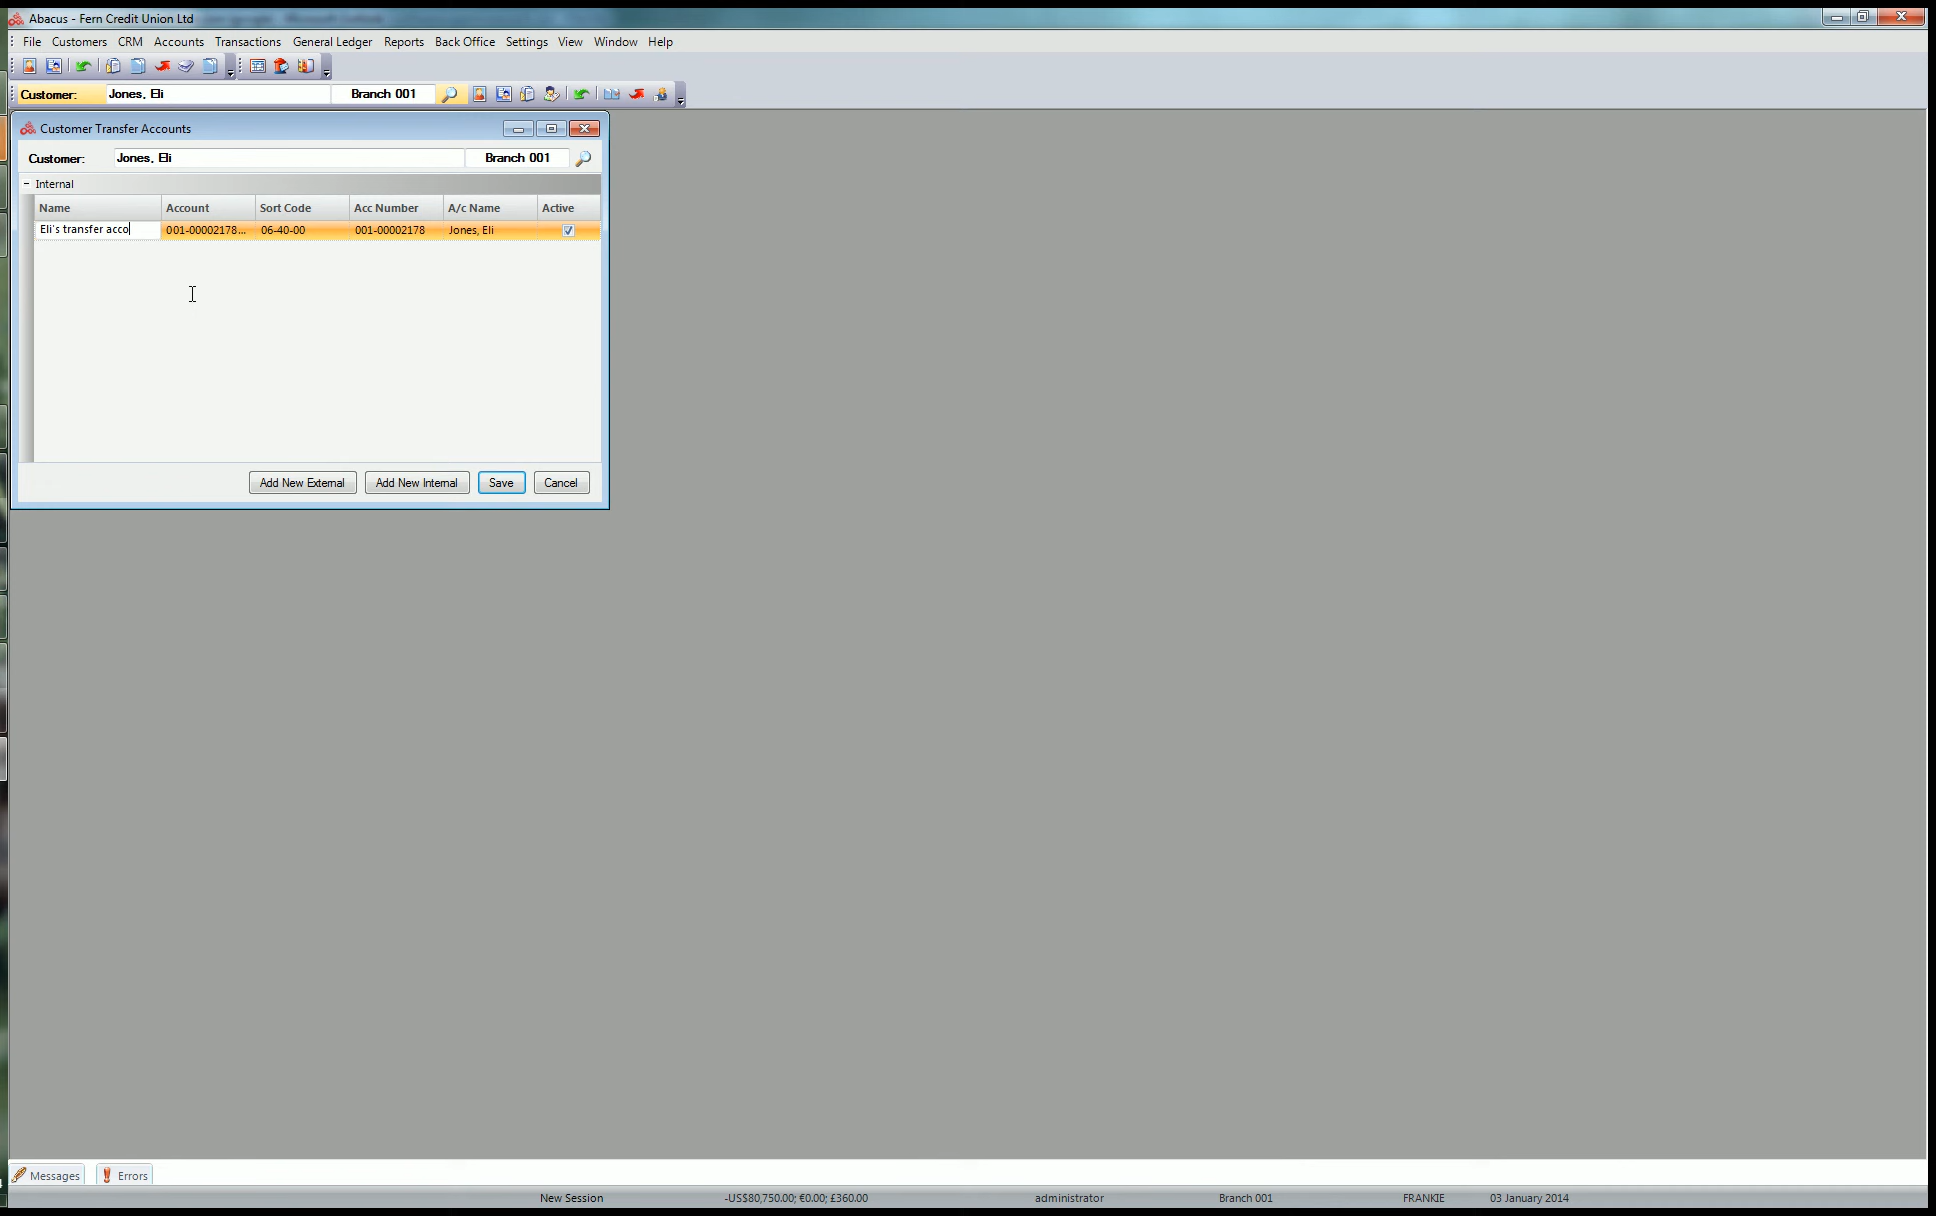 Abacus - Fern Credit Union Ltd
File Customers CRM Accounts Transactions General Ledger Reports Back Office Settings View Window Help
Customer: Jones, Eli Branch 001
Customer Transfer Accounts
Customer: Jones, Eli Branch 001
Internal
Name Account Sort Code Acc Number A/c Name Active
Eli's transfer acco 001-00002178... 06-40-00 001-00002178 Jones, Eli
Add New External Add New Internal Save Cancel
Messages Errors
New Session -US$80,750.00; €0.00; £360.00 administrator Branch 001 FRANKIE 03 January 2014